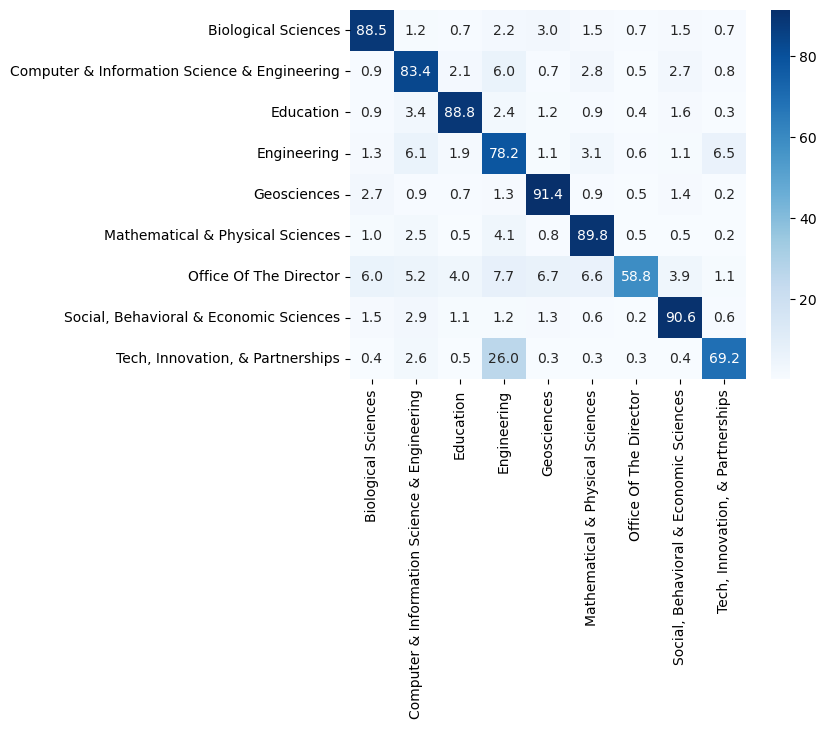 Biological Sciences 88.5 1.2 0.7 2.2 3.0 1.5 0.7 1.5 0.7
Computer & Information Science & Engineering 0.9 83.4 2.1 6.0 0.7 2.8 0.5 2.7 0.8
Education 0.9 3.4 88.8 2.4 1.2 0.9 0.4 1.6 0.3
Engineering 1.3 6.1 1.9 78.2 1.1 3.1 0.6 1.1 6.5
Geosciences 2.7 0.9 0.7 1.3 91.4 0.9 0.5 1.4 0.2
Mathematical & Physical Sciences 1.0 2.5 0.5 4.1 0.8 89.8 0.5 0.5 0.2
Office Of The Director 6.0 5.2 4.0 7.7 6.7 6.6 58.8 3.9 1.1
Social, Behavioral & Economic Sciences 1.5 2.9 1.1 1.2 1.3 0.6 0.2 90.6 0.6
Tech, Innovation, & Partnerships 0.4 2.6 0.5 26.0 0.3 0.3 0.3 0.4 69.2
Biological Sciences
Computer & Information Science & Engineering
Education
Engineering
Geosciences
Mathematical & Physical Sciences
Office Of The Director
Social, Behavioral & Economic Sciences
Tech, Innovation, & Partnerships
80
60
40
20